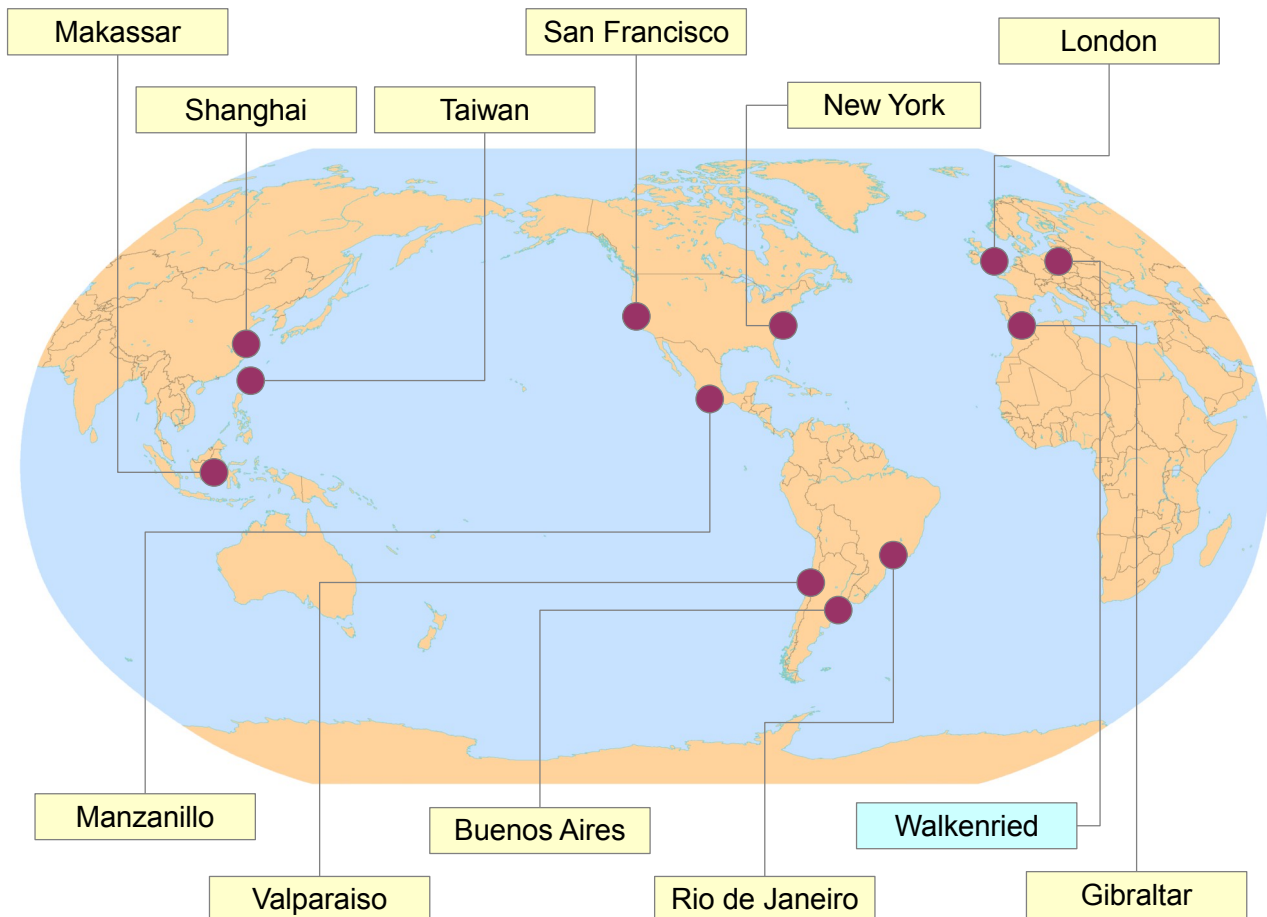 Makassar
San Francisco
London
Shanghai
Taiwan
New York
Manzanillo
Buenos Aires
Walkenried
Valparaiso
Rio de Janeiro
Gibraltar